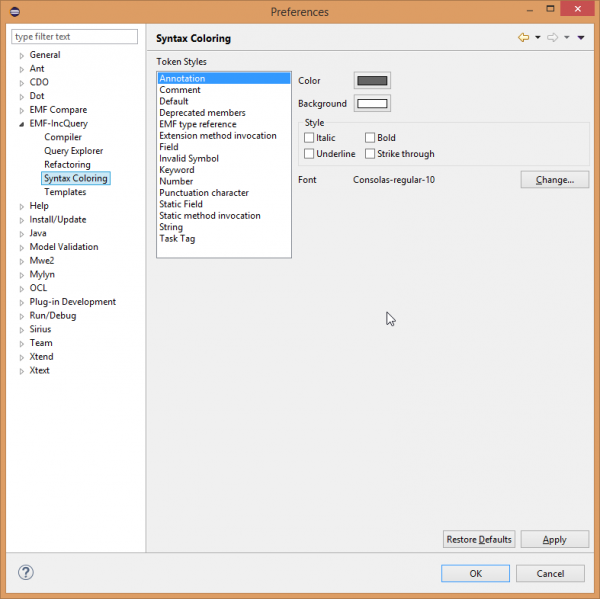 Preferences
type filter text
Syntax Coloring
General
Ant
CDO
Dot
EMF Compare
EMF-IncQuery
Compiler
Query Explorer
Refactoring
Syntax Coloring
Templates
Help
Install/Update
Java
Model Validation
Mwe2
Mylyn
OCL
Plug-in Development
Run/Debug
Sirius
Team
Xtend
Xtext
Token Styles
Annotation
Comment
Default
Deprecated members
EMF type reference
Extension method invocation
Field
Invalid Symbol
Keyword
Number
Punctuation character
Static Field
Static method invocation
String
Task Tag
Color
Background
Style
Italic Bold
Underline Strike through
Font Consolas-regular-10 Change...
Restore Defaults Apply
? OK Cancel